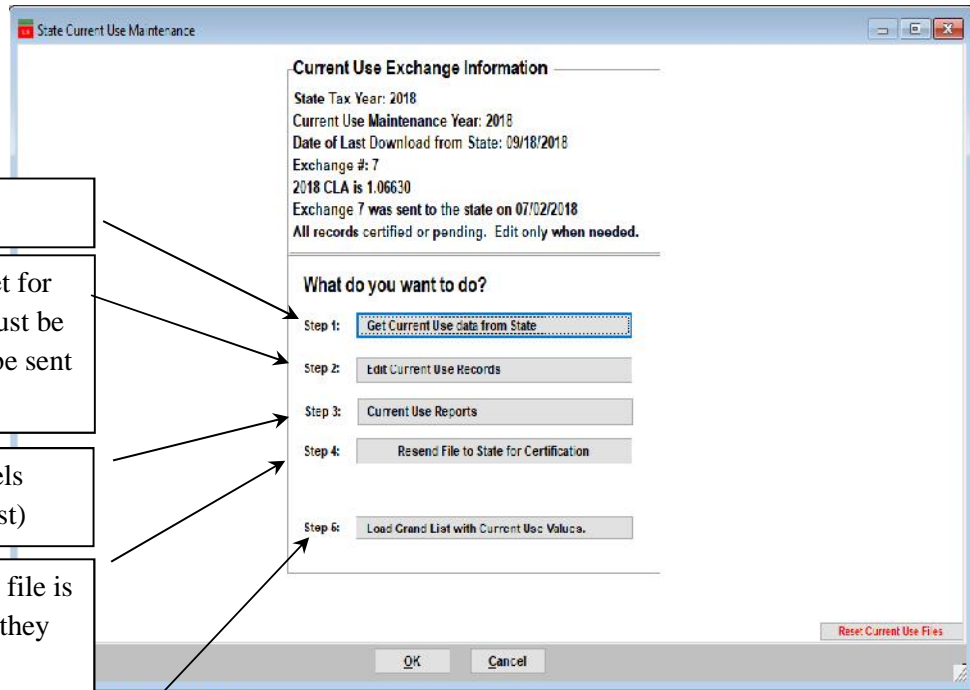 State Current Use Maintenance
Current Use Exchange Information
State Tax Year: 2018
Current Use Maintenance Year: 2018
Date of Last Download from State: 09/18/2018
Exchange #: 7
2018 CLA is 1.06630
Exchange 7 was sent to the state on 07/02/2018
All records certified or pending. Edit only when needed.
What do you want to do?
Step 1: Get Current Use data from State
Step 2: Edit Current Use Records
Step 3: Current Use Reports
Step 4: Resend File to State for Certification
Step 5: Load Grand List with Current Use Values.
Reset Current Use Files
OK Cancel
et for
ust be
be sent
els
st)
file is
they